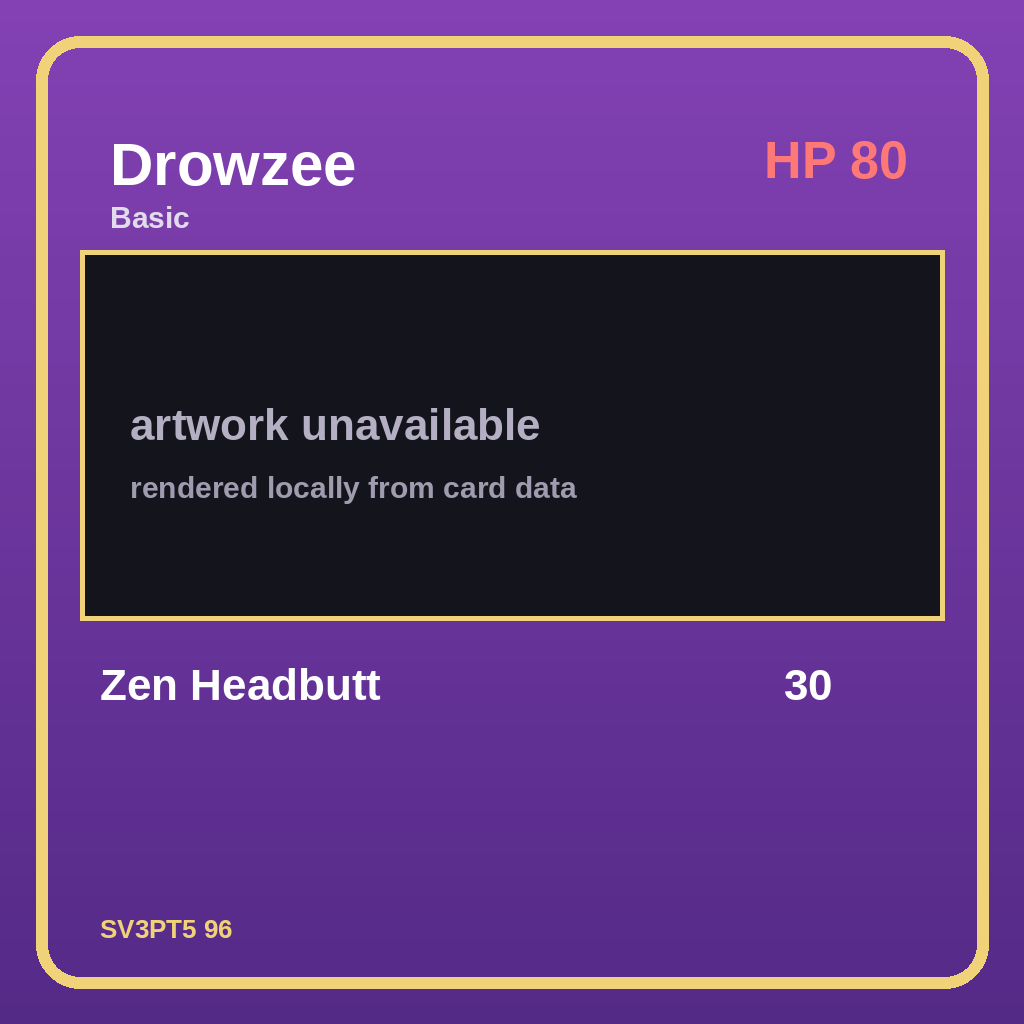 Drowzee
HP 80
Basic
artwork unavailable
rendered locally from card data
Zen Headbutt
30
SV3PT5 96